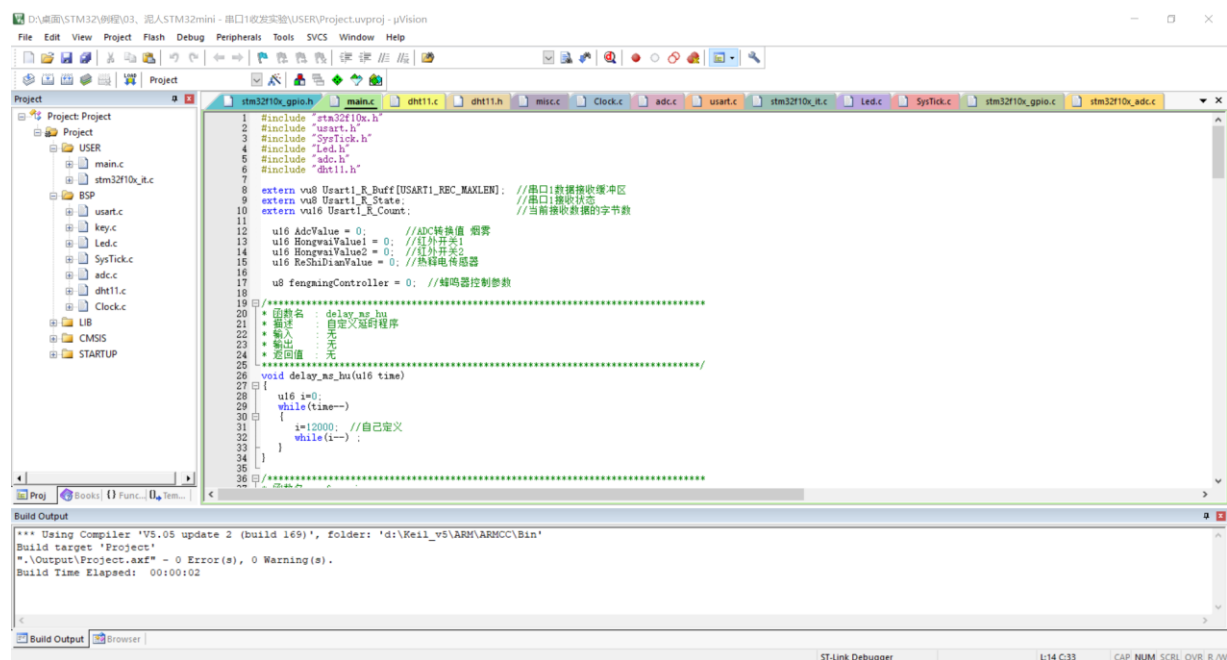 D:\桌面\STM32\例程\03、泥人STM32mini - 串口1收发实验\USER\Project.uvproj - µVision
File Edit View Project Flash Debug Peripherals Tools SVCS Window Help
Project
Project
stm32f10x_gpio.h main.c dht11.c dht11.h misc.c Clock.c adc.c usart.c stm32f10x_it.c Led.c SysTick.c stm32f10x_gpio.c stm32f10x_adc.c
Project: Project
Project
USER
main.c
stm32f10x_it.c
BSP
usart.c
key.c
Led.c
SysTick.c
adc.c
dht11.c
Clock.c
LIB
CMSIS
STARTUP
1 #include "stm32f10x.h"
2 #include "usart.h"
3 #include "SysTick.h"
4 #include "Led.h"
5 #include "adc.h"
6 #include "dht11.h"
7
8 extern vu8 Usart1_R_Buff[USART1_REC_MAXLEN]; //串口1数据接收缓冲区
9 extern vu8 Usart1_R_State; //串口1接收状态
10 extern vu16 Usart1_R_Count; //当前接收数据的字节数
11
12 u16 AdcValue = 0; //ADC转换值 烟雾
13 u16 HongwaiValue1 = 0; //红外开关1
14 u16 HongwaiValue2 = 0; //红外开关2
15 u16 ReShiDianValue = 0; //热释电传感器
16
17 u8 fengmingController = 0; //蜂鸣器控制参数
18
19 /*******************************************************************************
20 * 函数名 : delay_ms_hu
21 * 描述 : 自定义延时程序
22 * 输入 : 无
23 * 输出 : 无
24 * 返回值 : 无
25 *******************************************************************************/
26 void delay_ms_hu(u16 time)
27 {
28 u16 i=0;
29 while(time--)
30 {
31 i=12000; //自己定义
32 while(i--) ;
33 }
34 }
35
36 /*******************************************************************************
Proj Books {} Func... Tem...
Build Output
*** Using Compiler 'V5.05 update 2 (build 169)', folder: 'd:\Keil_v5\ARM\ARMCC\Bin'
Build target 'Project'
".\Output\Project.axf" - 0 Error(s), 0 Warning(s).
Build Time Elapsed: 00:00:02
Build Output Browser
ST-Link Debugger L:14 C:33 CAP NUM SCRL OVR R/W